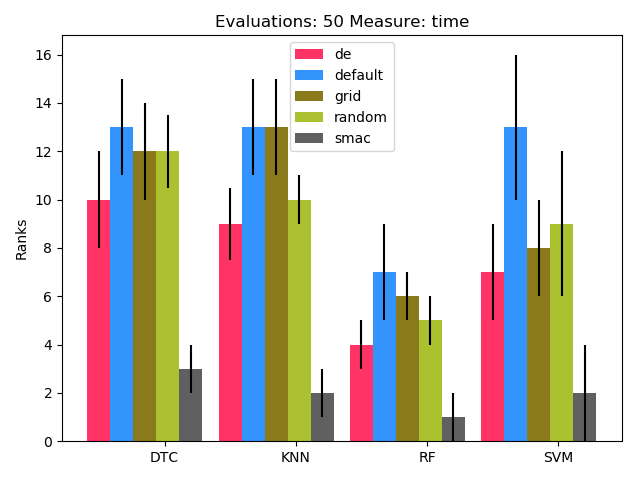 Evaluations: 50 Measure: time
de
default
grid
random
smac
Ranks
16
14
12
10
8
6
4
2
0
DTC
KNN
RF
SVM